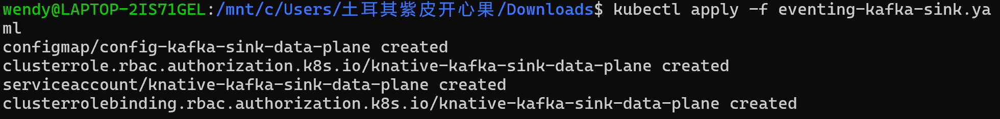 wendy@LAPTOP-2IS71GEL:/mnt/c/Users/土耳其紫皮开心果/Downloads$ kubectl apply -f eventing-kafka-sink.ya
ml
configmap/config-kafka-sink-data-plane created
clusterrole.rbac.authorization.k8s.io/knative-kafka-sink-data-plane created
serviceaccount/knative-kafka-sink-data-plane created
clusterrolebinding.rbac.authorization.k8s.io/knative-kafka-sink-data-plane created